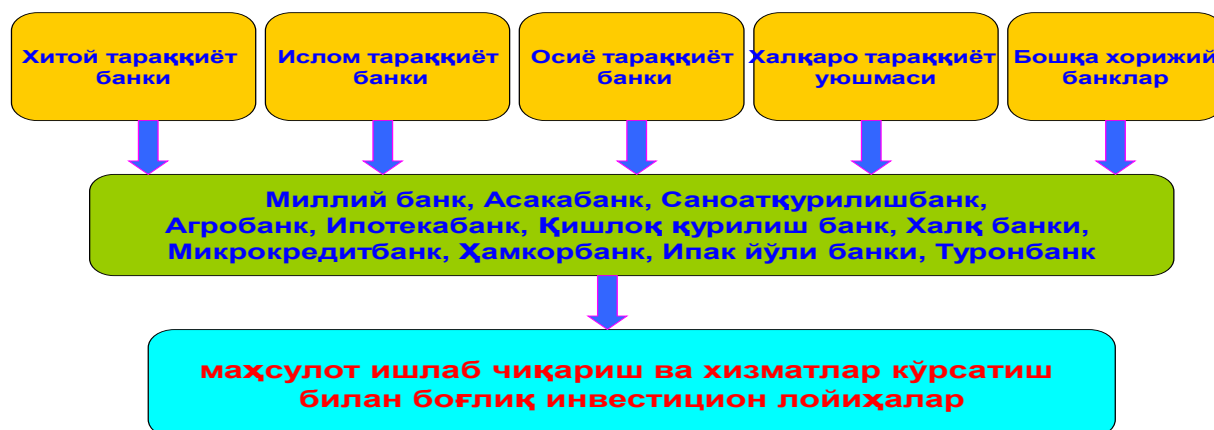 Хитой тараққиёт
банки
Ислом тараққиёт
банки
Осиё тараққиёт
банки
Халқаро тараққиёт
уюшмаси
Бошқа хорижий
банклар
Миллий банк, Асакабанк, Саноатқурилишбанк,
Агробанк, Ипотекабанк, Қишлоқ қурилиш банк, Халқ банки,
Микрокредитбанк, Ҳамкорбанк, Ипак йўли банки, Туронбанк
маҳсулот ишлаб чиқариш ва хизматлар кўрсатиш
билан боғлиқ инвестицион лойиҳалар